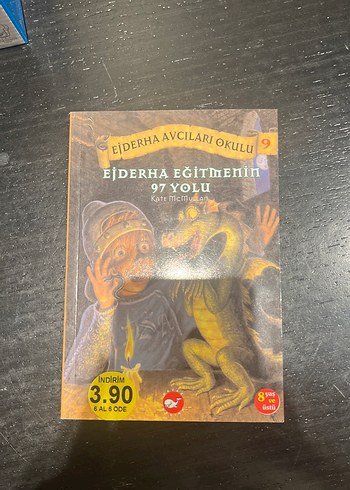 EJDERHA AVCILARI OKULU 9
EJDERHA EĞİTMENİN
97 YOLU
Kate McMullan
İNDİRİM
3.90
6 AL 5 ÖDE
8 yaş
ve
üstü